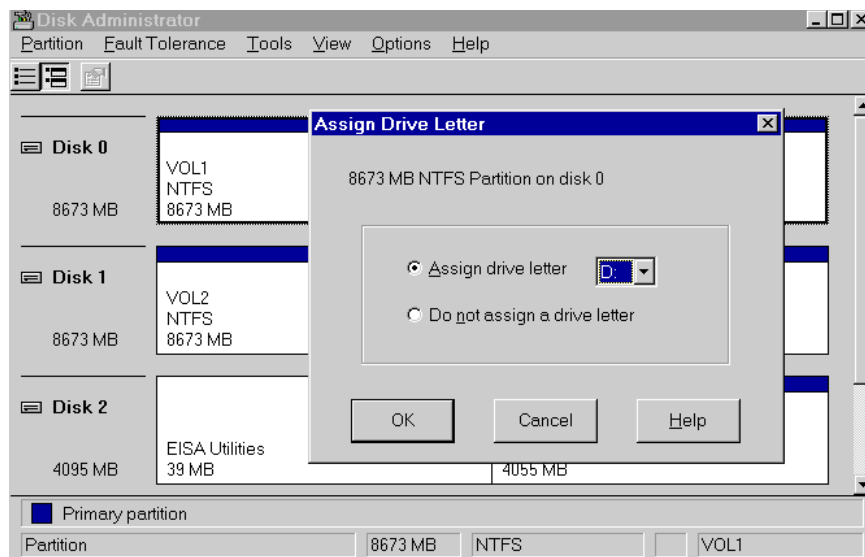 Disk Administrator
Partition Fault Tolerance Tools View Options Help
Disk 0
8673 MB
VOL1
NTFS
8673 MB
Disk 1
8673 MB
VOL2
NTFS
8673 MB
Disk 2
4095 MB
EISA Utilities
39 MB
4055 MB
Assign Drive Letter
8673 MB NTFS Partition on disk 0
Assign drive letter D:
Do not assign a drive letter
OK Cancel Help
Primary partition
Partition 8673 MB NTFS VOL1